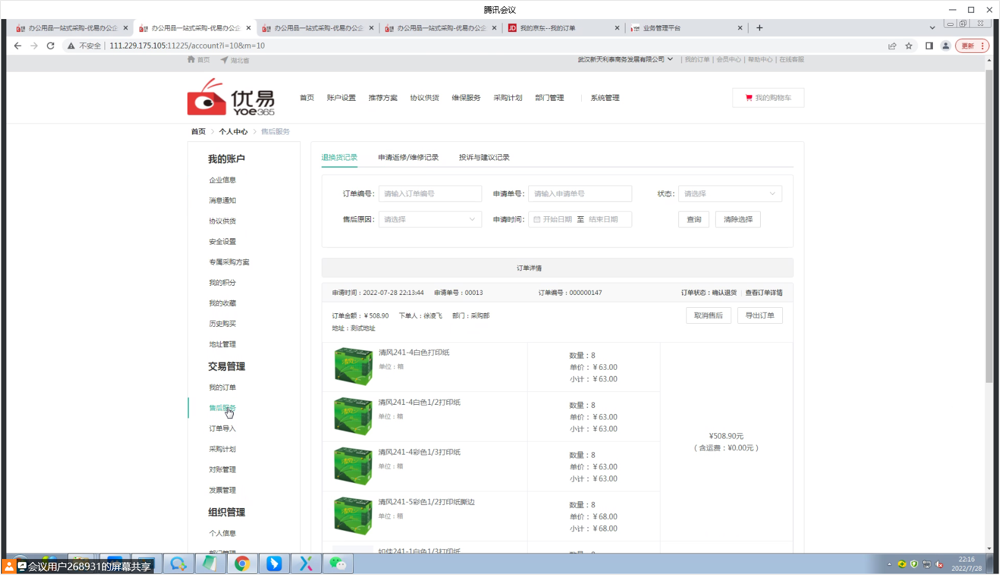 腾讯会议
办公用品一站式采购-优易办公企
办公用品一站式采购-优易办公企
办公用品一站式采购-优易办公企
办公用品一站式采购-优易办公企
JD 我的京东--我的订单
业务管理平台
不安全 111.229.175.105:11225/account?i=10&m=10
更新
首页 湖北省
武汉新天利泰商务发展有限公司 | 我的订单 | 会员中心 | 帮助中心 | 在线客服
优易
YOE365
首页 账户设置 推荐方案 协议供货 维保服务 采购计划 部门管理 系统管理
我的购物车
首页 > 个人中心 > 售后服务
我的账户
企业信息
消息通知
协议供货
安全设置
专属采购方案
我的积分
我的收藏
历史购买
地址管理
交易管理
我的订单
售后服务
订单导入
采购计划
对账管理
发票管理
组织管理
个人信息
部门管理
退换货记录 申请返修/维修记录 投诉与建议记录
订单编号： 请输入订单编号 申请单号： 请输入申请单号 状态： 请选择
售后原因： 请选择 申请时间： 开始日期 至 结束日期 查询 清除选择
订单详情
申请时间：2022-07-28 22:13:44 申请单号：00013 订单编号：000000147 订单状态：确认退货 查看订单详情
订单金额：¥508.90 下单人：徐凌飞 部门：采购部
地址：测试地址
取消售后 导出订单
清风241-4白色打印纸
单位：箱
数量：8
单价：¥63.00
小计：¥63.00
清风241-4白色1/2打印纸
单位：箱
数量：8
单价：¥63.00
小计：¥63.00
清风241-4彩色1/3打印纸
单位：箱
数量：8
单价：¥63.00
小计：¥63.00
清风241-5彩色1/2打印纸撕边
单位：箱
数量：8
单价：¥68.00
小计：¥68.00
如佳241-1白色1/3打印纸
数量：8
¥508.90元
（含运费：¥0.00元）
会议用户268931的屏幕共享
22:16
2022/7/28